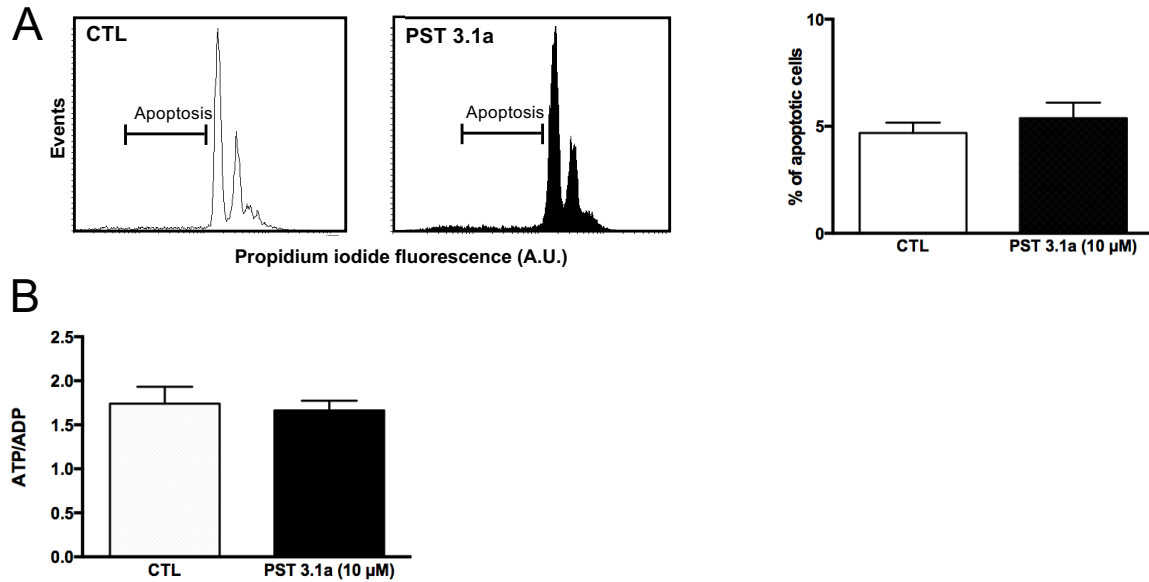 A
CTL
Apoptosis
Events
PST 3.1a
Apoptosis
Propidium iodide fluorescence (A.U.)
% of apoptotic cells
10
5
0
CTL
PST 3.1a (10 µM)
B
ATP/ADP
2.5
2.0
1.5
1.0
0.5
0.0
CTL
PST 3.1a (10 µM)